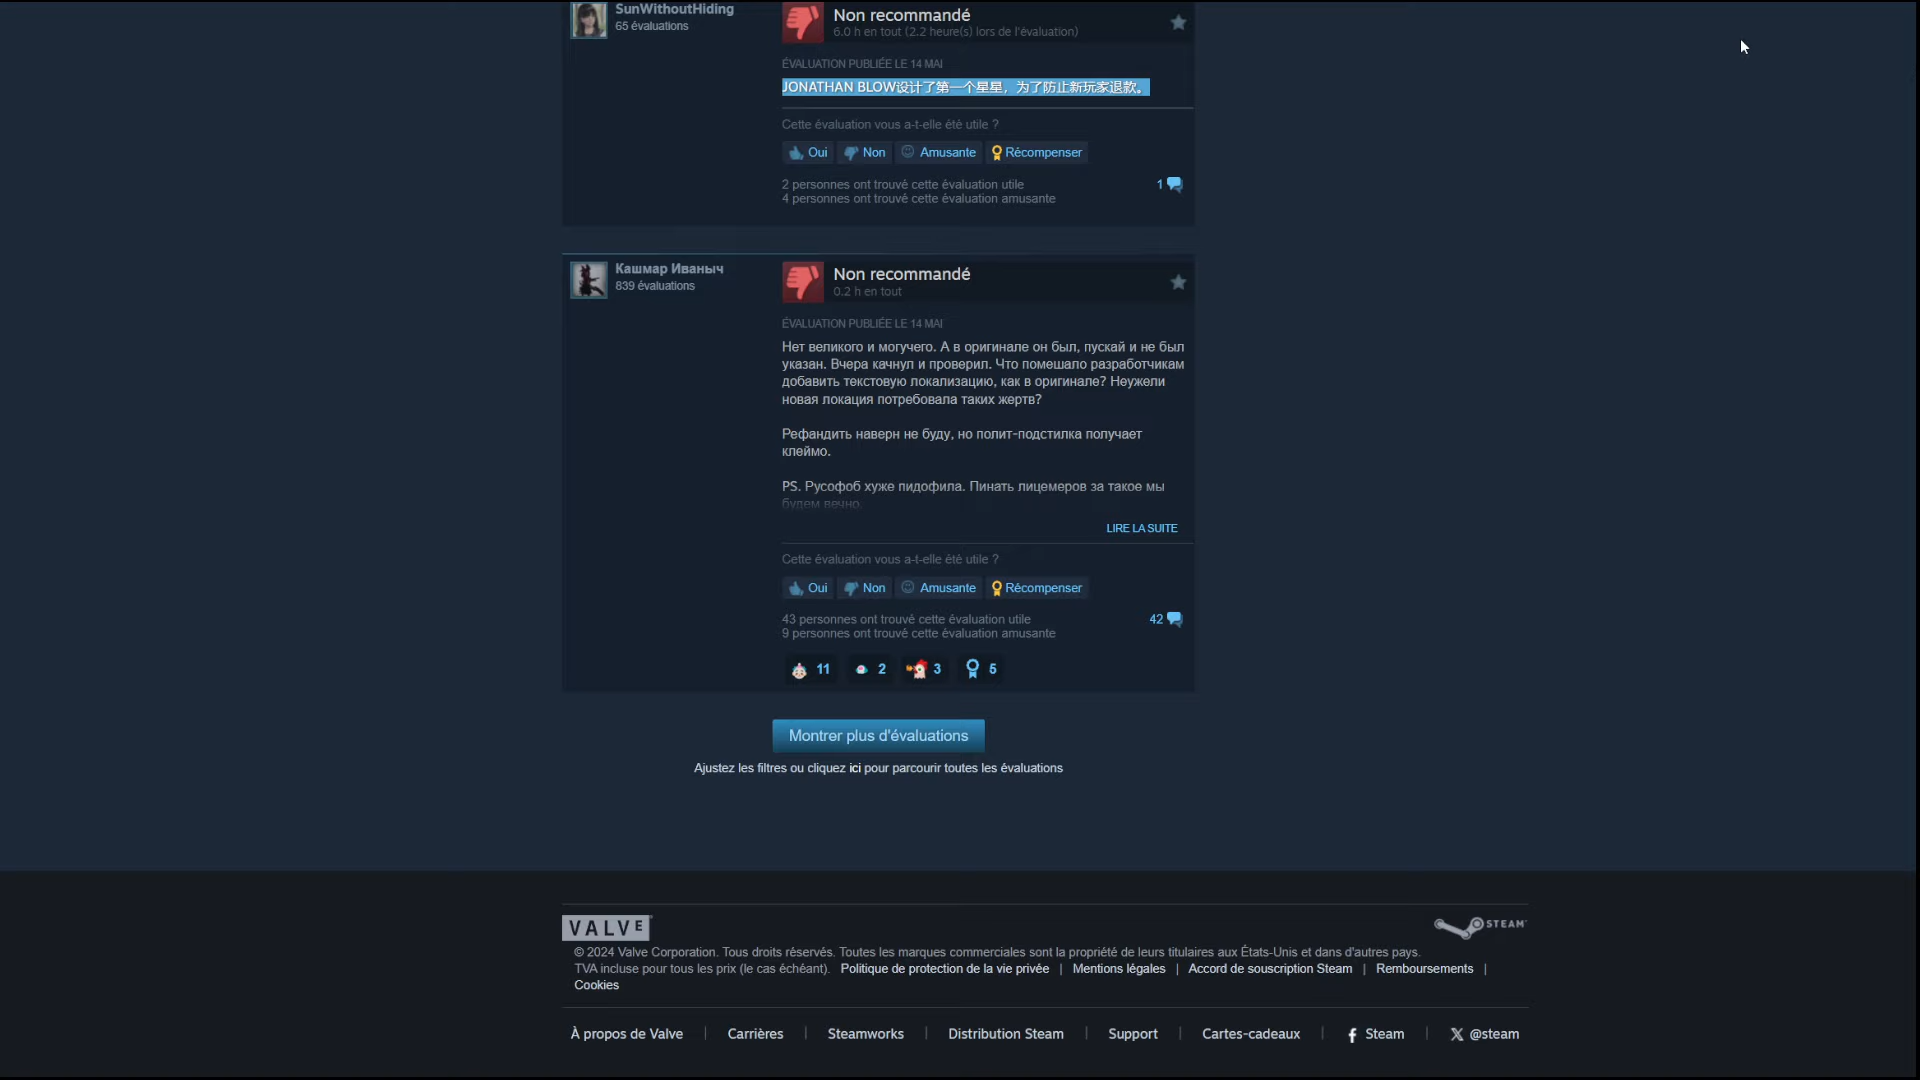 SunWithoutHiding
65 évaluations
Non recommandé
6.0 h en tout (2.2 heure(s) lors de l'évaluation)
ÉVALUATION PUBLIÉE LE 14 MAI
JONATHAN BLOW设计了第一个星星，为了防止新玩家退款。
Cette évaluation vous a-t-elle été utile ?
Oui Non Amusante Récompenser
2 personnes ont trouvé cette évaluation utile
1
4 personnes ont trouvé cette évaluation amusante
Кашмар Иваныч
839 évaluations
Non recommandé
0.2 h en tout
ÉVALUATION PUBLIÉE LE 14 MAI
Нет великого и могучего. А в оригинале он был, пускай и не был
указан. Вчера качнул и проверил. Что помешало разработчикам
добавить текстовую локализацию, как в оригинале? Неужели
новая локация потребовала таких жертв?
Рефандить наверн не буду, но полит-подстилка получает
клеймо.
PS. Русофоб хуже пидофила. Пинать лицемеров за такое мы
будем вечно.
LIRE LA SUITE
Cette évaluation vous a-t-elle été utile ?
Oui Non Amusante Récompenser
43 personnes ont trouvé cette évaluation utile
42
9 personnes ont trouvé cette évaluation amusante
11 2 3 5
Montrer plus d'évaluations
Ajustez les filtres ou cliquez ici pour parcourir toutes les évaluations
VALVE
STEAM
© 2024 Valve Corporation. Tous droits réservés. Toutes les marques commerciales sont la propriété de leurs titulaires aux États-Unis et dans d'autres pays.
TVA incluse pour tous les prix (le cas échéant). Politique de protection de la vie privée | Mentions légales | Accord de souscription Steam | Remboursements |
Cookies
À propos de Valve | Carrières | Steamworks | Distribution Steam | Support | Cartes-cadeaux | Steam | @steam